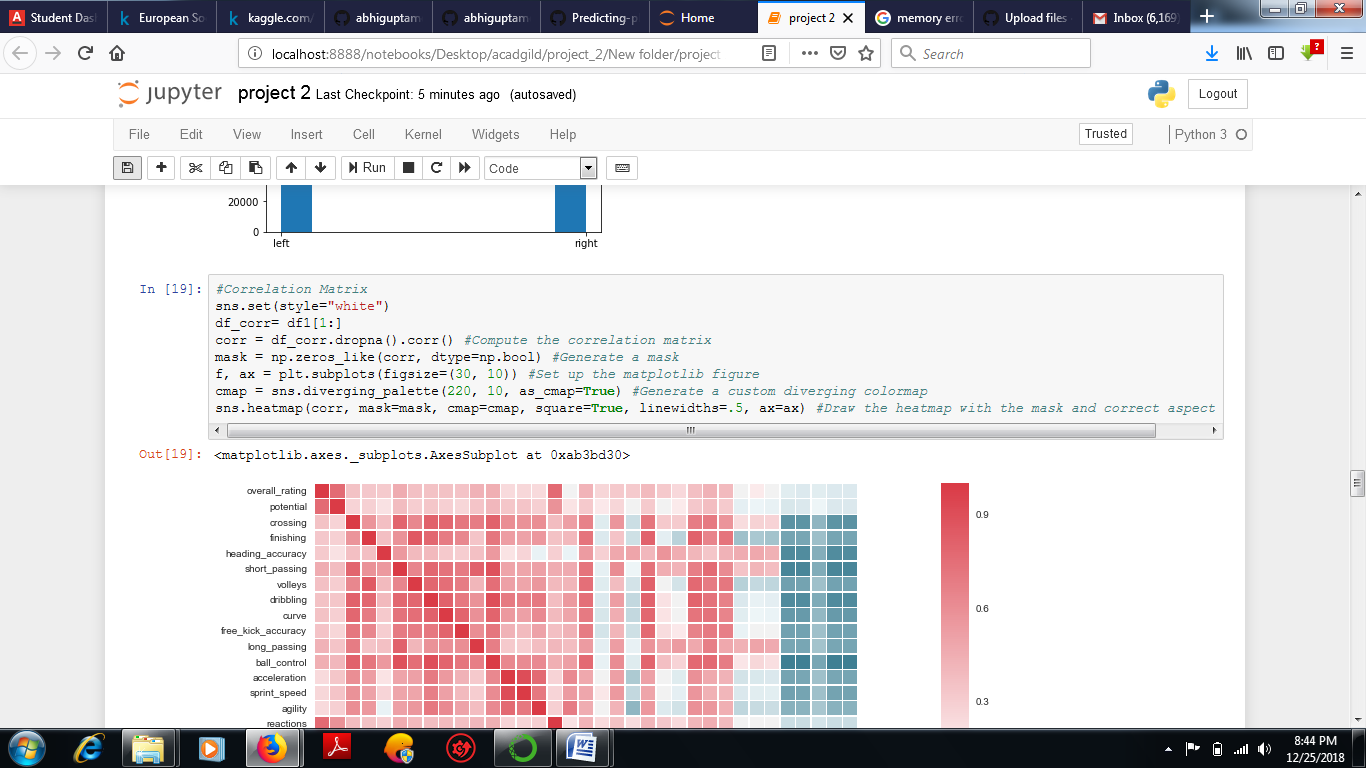 Student Das
European So
kaggle.com/
abhiguptam
abhiguptam
Predicting-p
Home
project 2
memory erro
Upload files
Inbox (6,169)
localhost:8888/notebooks/Desktop/acadgild/project_2/New folder/project
Search
jupyter
project 2 Last Checkpoint: 5 minutes ago (autosaved)
Logout
File Edit View Insert Cell Kernel Widgets Help
Trusted
Python 3
Run
Code
20000
0
left right
In [19]:
#Correlation Matrix
sns.set(style="white")
df_corr= df1[1:]
corr = df_corr.dropna().corr() #Compute the correlation matrix
mask = np.zeros_like(corr, dtype=np.bool) #Generate a mask
f, ax = plt.subplots(figsize=(30, 10)) #Set up the matplotlib figure
cmap = sns.diverging_palette(220, 10, as_cmap=True) #Generate a custom diverging colormap
sns.heatmap(corr, mask=mask, cmap=cmap, square=True, linewidths=.5, ax=ax) #Draw the heatmap with the mask and correct aspect
Out[19]: <matplotlib.axes._subplots.AxesSubplot at 0xab3bd30>
overall_rating
potential
crossing
finishing
heading_accuracy
short_passing
volleys
dribbling
curve
free_kick_accuracy
long_passing
ball_control
acceleration
sprint_speed
agility
reactions
0.9
0.6
0.3
8:44 PM
12/25/2018